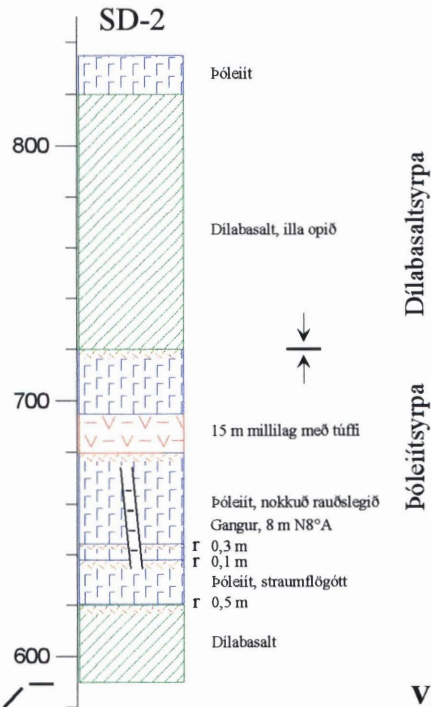 SD-2
Þóleiít
800
Dílabasalt, illa opið
Dílabasaltsyrpa
700
15 m millilag með túffi
Þóleiítsyrpa
Þóleiít, nokkuð rauðslegið
Gangur, 8 m N8°A
r 0,3 m
r 0,1 m
Þóleiít, straumflögótt
r 0,5 m
600
Dílabasalt
V